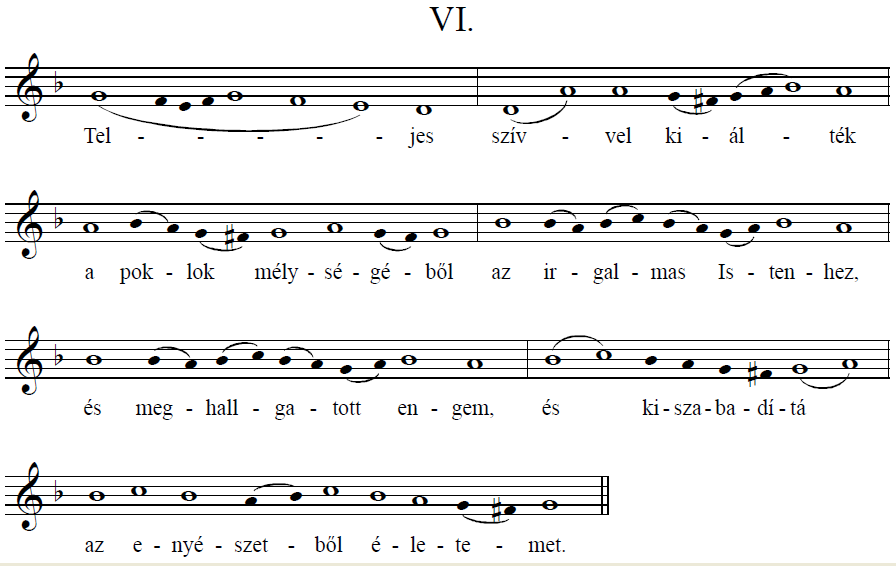 VI.
Tel - - - - jes szív - vel ki - ál - ték
a pok - lok mély - sé - gé - ből az ir - gal - mas Is - ten - hez,
és meg - hall - ga - tott en - gem, és ki - sza - ba - dí - tá
az e - nyé - szet - ből é - le - te - met.